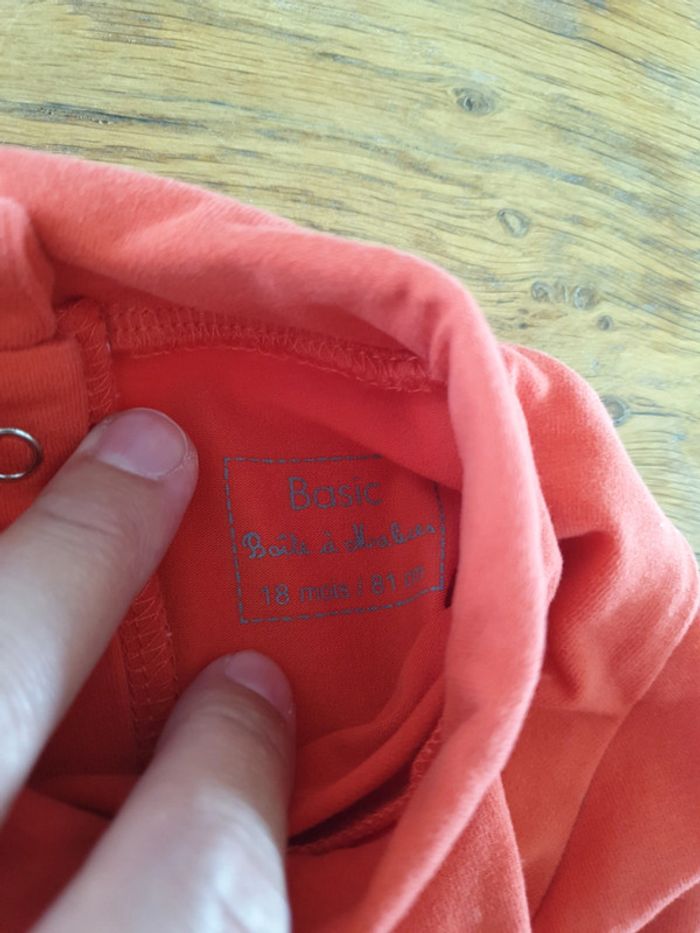 Basic
Boîte à Malices
18 mois / 81 cm